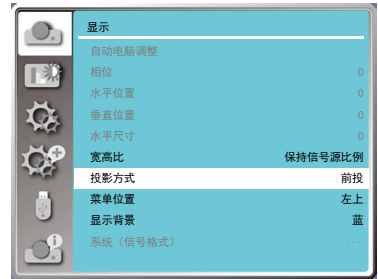 显示
自动电脑调整
相位 0
水平位置 0
垂直位置 0
水平尺寸 0
宽高比 保持信号源比例
投影方式 前投
菜单位置 左上
显示背景 蓝
系统（信号格式） ···